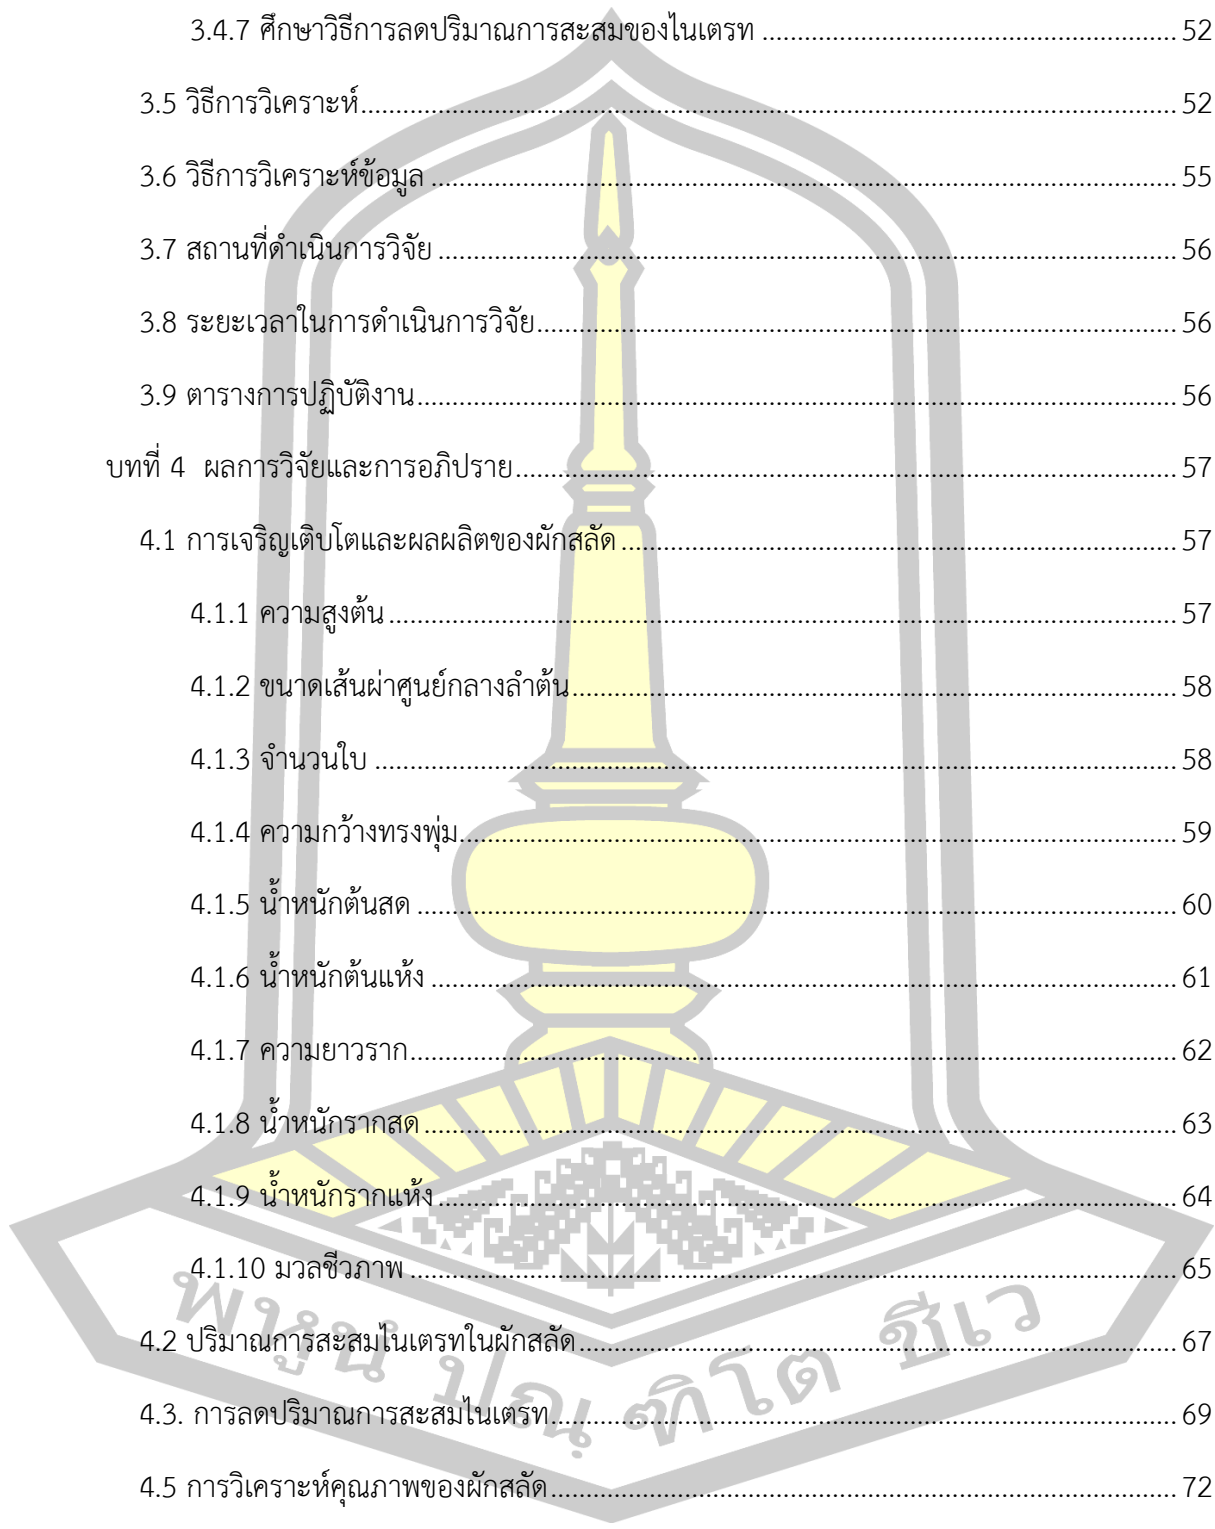 3.4.7 ศึกษาวิธีการลดปริมาณการสะสมของไนเตรท ........................................................................ 52
3.5 วิธีการวิเคราะห์............................................................................................................................ 52
3.6 วิธีการวิเคราะห์ข้อมูล ................................................................................................................ 55
3.7 สถานที่ดำเนินการวิจัย ............................................................................................................... 56
3.8 ระยะเวลาในการดำเนินการวิจัย................................................................................................ 56
3.9 ตารางการปฏิบัติงาน................................................................................................................... 56
บทที่ 4 ผลการวิจัยและการอภิปราย................................................................................................... 57
4.1 การเจริญเติบโตและผลผลิตของผักสลัด ................................................................................. 57
4.1.1 ความสูงต้น ....................................................................................................................... 57
4.1.2 ขนาดเส้นผ่าศูนย์กลางลำต้น......................................................................................... 58
4.1.3 จำนวนใบ ......................................................................................................................... 58
4.1.4 ความกว้างทรงพุ่ม............................................................................................................ 59
4.1.5 น้ำหนักต้นสด .................................................................................................................. 60
4.1.6 น้ำหนักต้นแห้ง ................................................................................................................ 61
4.1.7 ความยาวราก.................................................................................................................... 62
4.1.8 น้ำหนักรากสด.................................................................................................................. 63
4.1.9 น้ำหนักรากแห้ง............................................................................................................... 64
4.1.10 มวลชีวภาพ.................................................................................................................... 65
4.2 ปริมาณการสะสมไนเตรทในผักสลัด........................................................................................ 67
4.3. การลดปริมาณการสะสมไนเตรท............................................................................................. 69
4.5 การวิเคราะห์คุณภาพของผักสลัด............................................................................................. 72
พหูนํ ปณฺฑิโต ชีเว